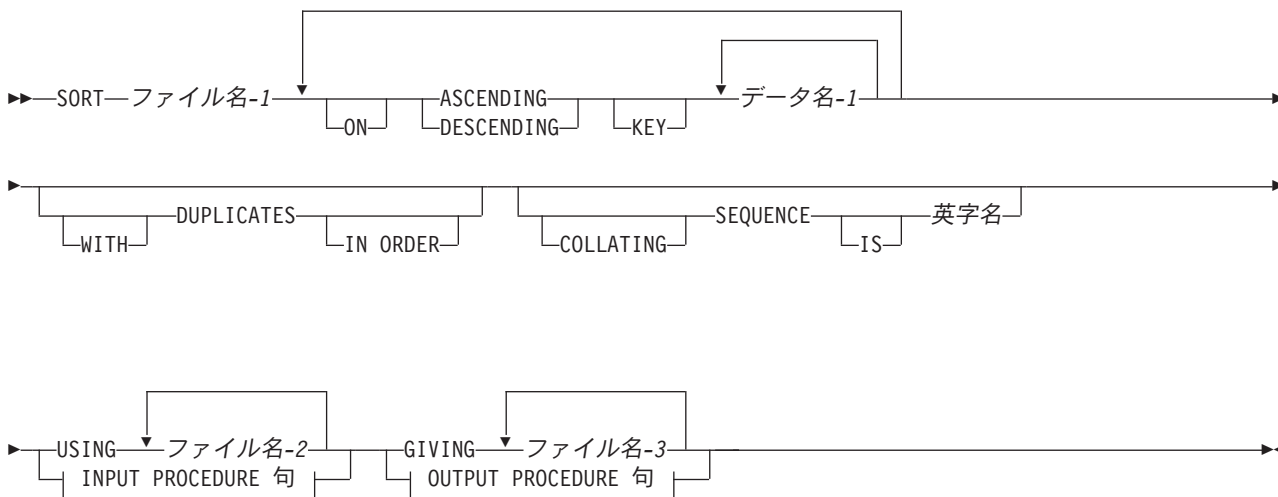 SORT ファイル名-1 ASCENDING データ名-1
ON DESCENDING KEY
DUPLICATES SEQUENCE 英字名
WITH IN ORDER COLLATING IS
USING ファイル名-2 GIVING ファイル名-3
INPUT PROCEDURE 句 OUTPUT PROCEDURE 句